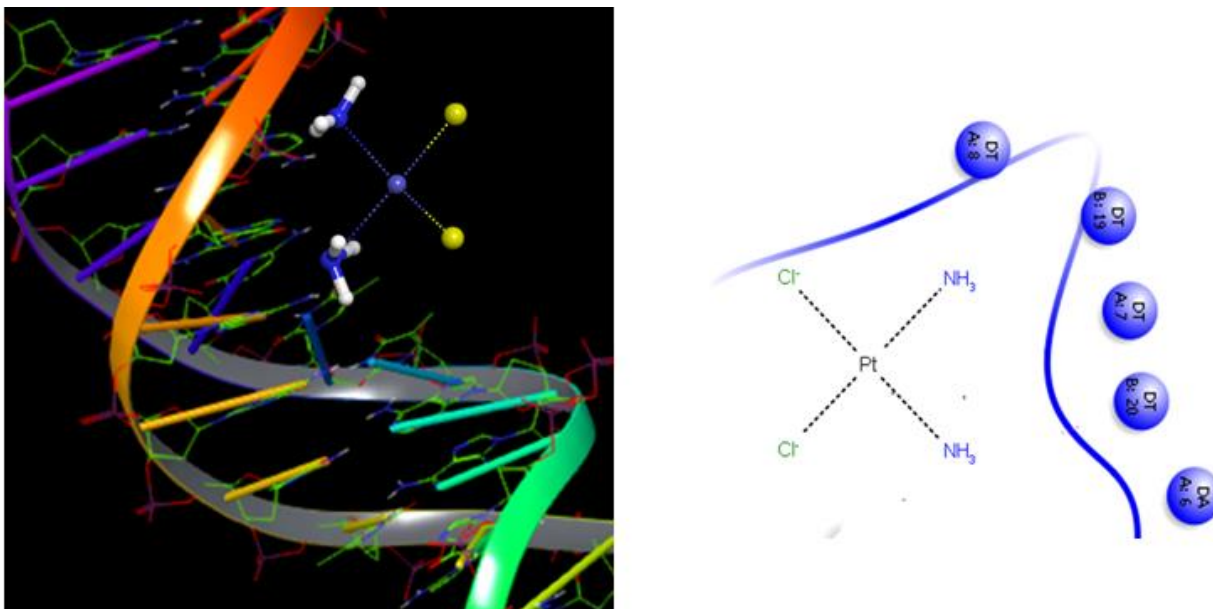 DT
A: 8
DT
B: 19
Cl-
NH3
DT
A:7
Pt
DT
B: 20
Cl-
NH3
DA
A: 6